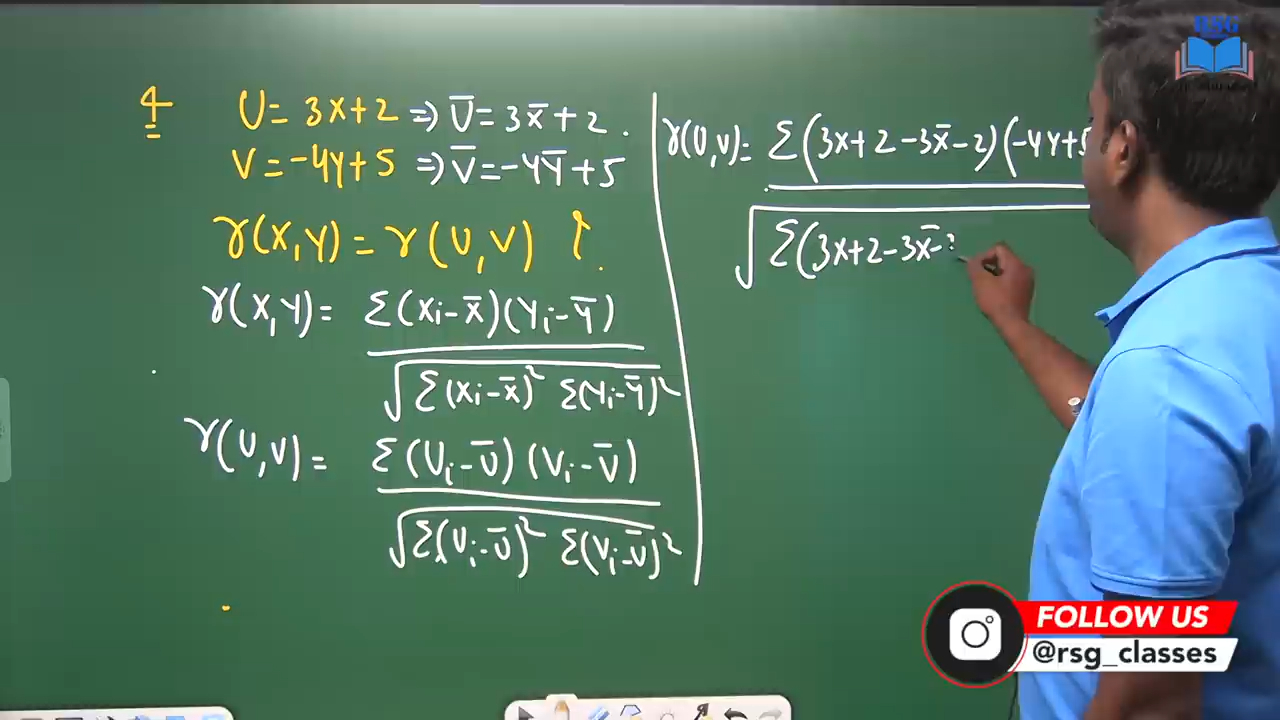 4
U = 3X+2 ⇒ U̅ = 3X̅ + 2.
V = -4Y+5 ⇒ V̅ = -4Y̅ + 5
r(X,Y) = r(U,V) ?
r(X,Y) = Σ(Xi-X̅)(Yi-Y̅)
√Σ(Xi-X̅)² Σ(Yi-Y̅)²
r(U,V) = Σ(Ui-U̅)(Vi-V̅)
√Σ(Ui-U̅)² Σ(Vi-V̅)²
r(U,V) = Σ(3X+2-3X̅-2)(-4Y+5
√Σ(3X+2-3X̅-
RSG
FOLLOW US
@rsg_classes